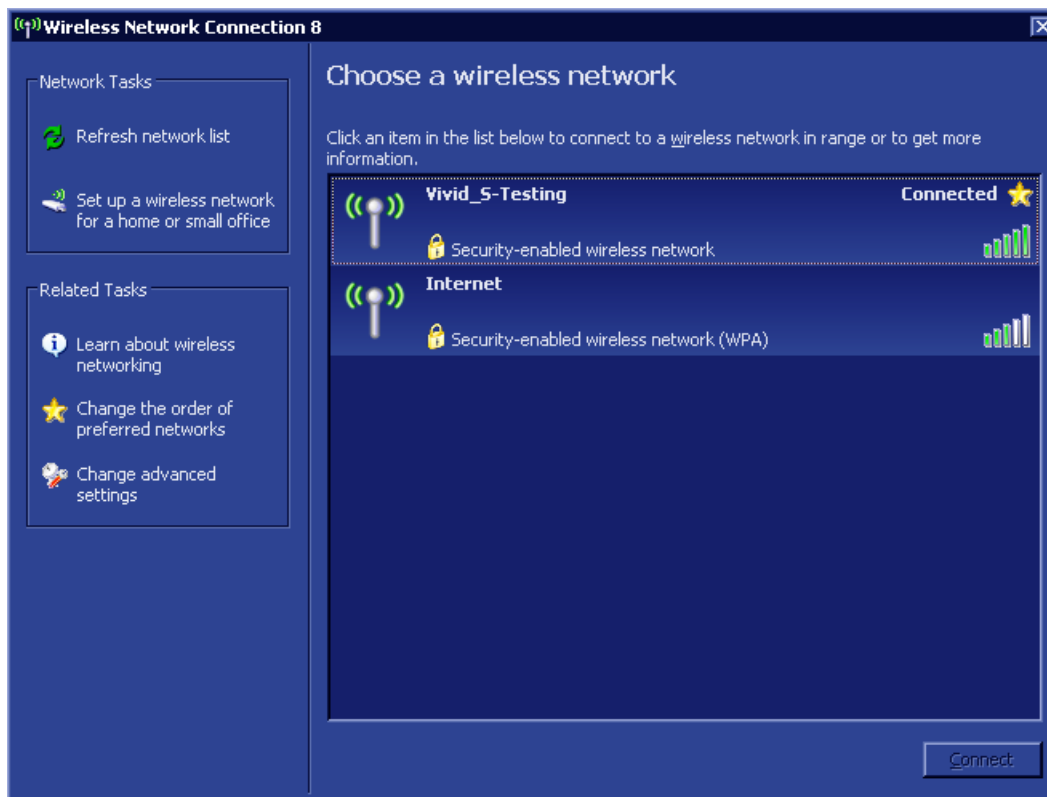 Wireless Network Connection 8
Network Tasks
Refresh network list
Set up a wireless network
for a home or small office
Related Tasks
Learn about wireless
networking
Change the order of
preferred networks
Change advanced
settings
Choose a wireless network
Click an item in the list below to connect to a wireless network in range or to get more
information.
Vivid_S-Testing
Connected
Security-enabled wireless network
Internet
Security-enabled wireless network (WPA)
Connect